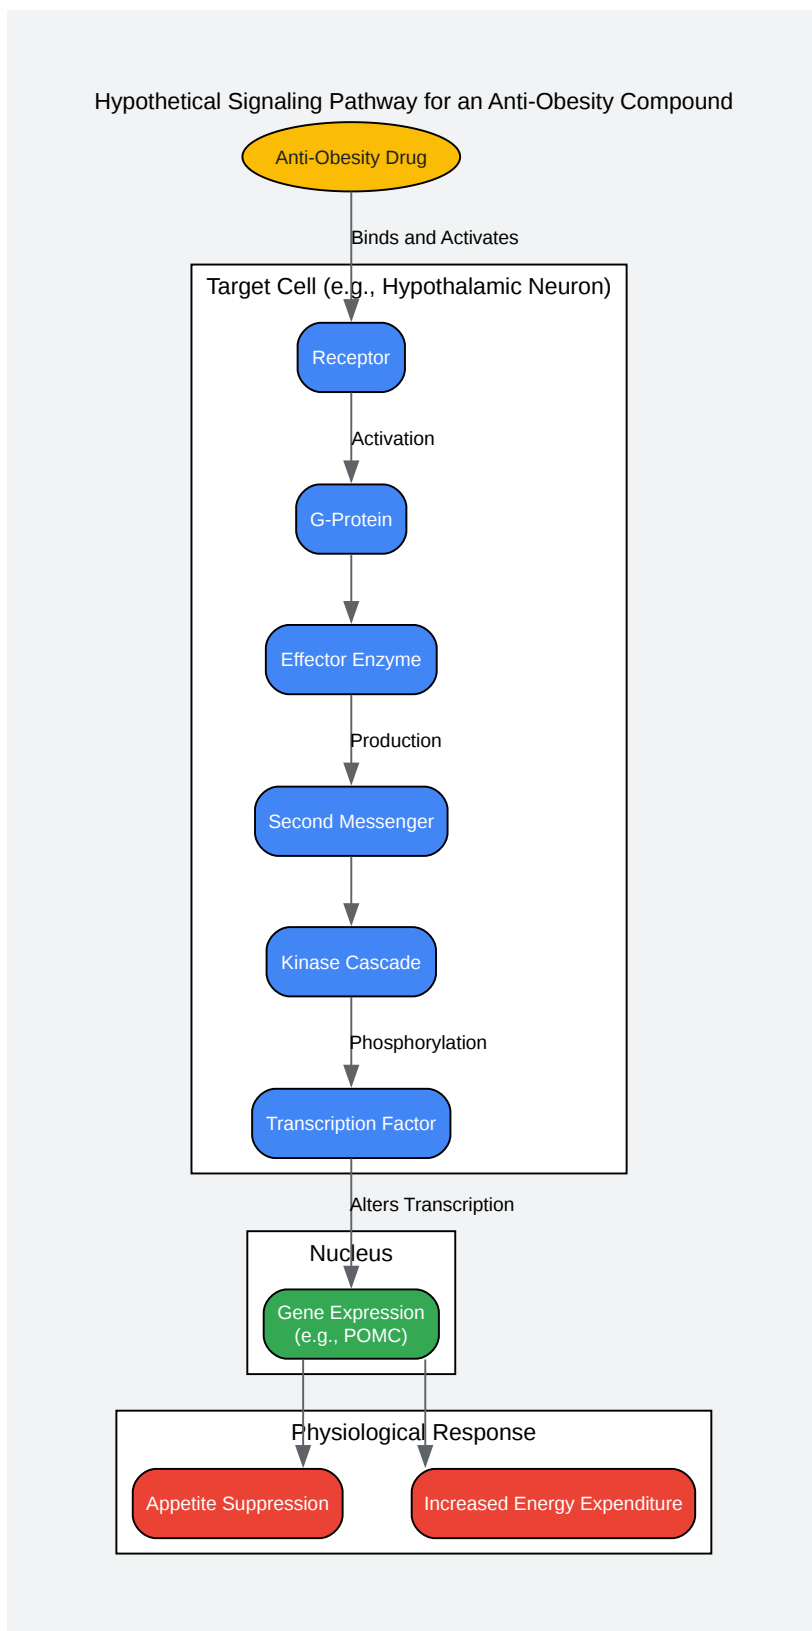 Hypothetical Signaling Pathway for an Anti-Obesity Compound
Anti-Obesity Drug
Binds and Activates
Target Cell (e.g., Hypothalamic Neuron)
Receptor
Activation
G-Protein
Effector Enzyme
Production
Second Messenger
Kinase Cascade
Phosphorylation
Transcription Factor
Alters Transcription
Nucleus
Gene Expression
(e.g., POMC)
Physiological Response
Appetite Suppression
Increased Energy Expenditure